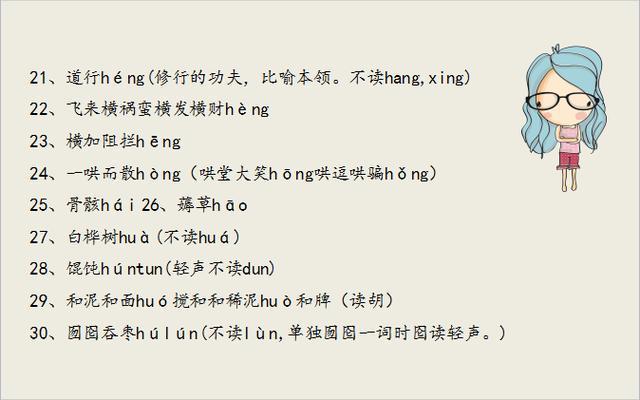 21、道行héng(修行的功夫，比喻本领。不读hang,xing)
22、飞来横祸蛮横发横财hèng
23、横加阻拦hēng
24、一哄而散hòng（哄堂大笑hōng哄逗哄骗hǒng）
25、骨骸hái 26、薅草hāo
27、白桦树huà(不读huá)
28、馄饨húntun(轻声不读dun)
29、和泥和面huó搅和和稀泥huò和牌（读胡）
30、囫囵吞枣húlún(不读lùn,单独囫囵一词时囵读轻声。)